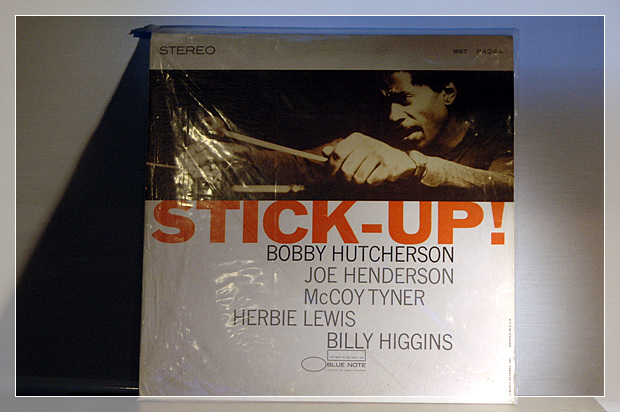 STEREO
BST 84244
STICK-UP!
BOBBY HUTCHERSON
JOE HENDERSON
McCOY TYNER
HERBIE LEWIS
BILLY HIGGINS
BLUE NOTE